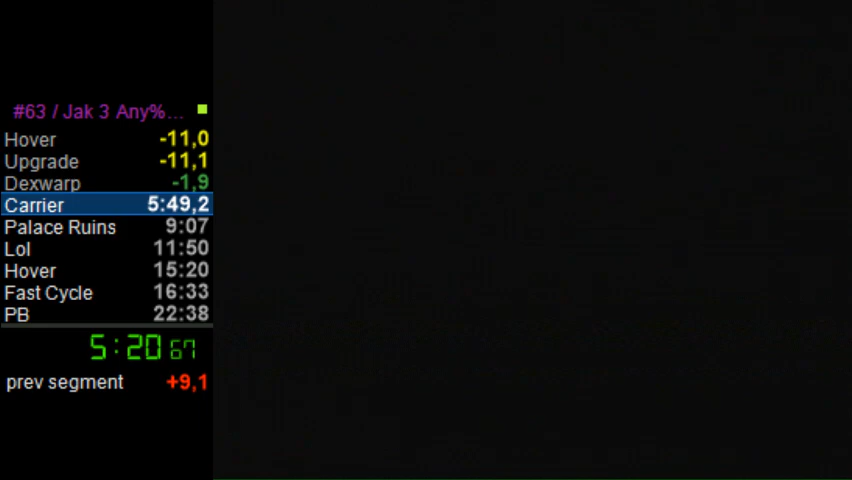 #63 / Jak 3 Any%...
Hover -11,0
Upgrade -11,1
Dexwarp -1,9
Carrier 5:49,2
Palace Ruins 9:07
Lol 11:50
Hover 15:20
Fast Cycle 16:33
PB 22:38
5:20 67
prev segment +9,1